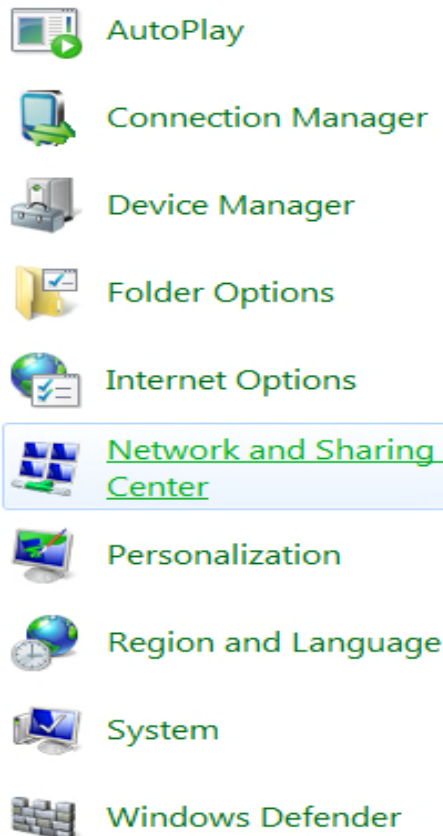 AutoPlay
Connection Manager
Device Manager
Folder Options
Internet Options
Network and Sharing
Center
Personalization
Region and Language
System
Windows Defender